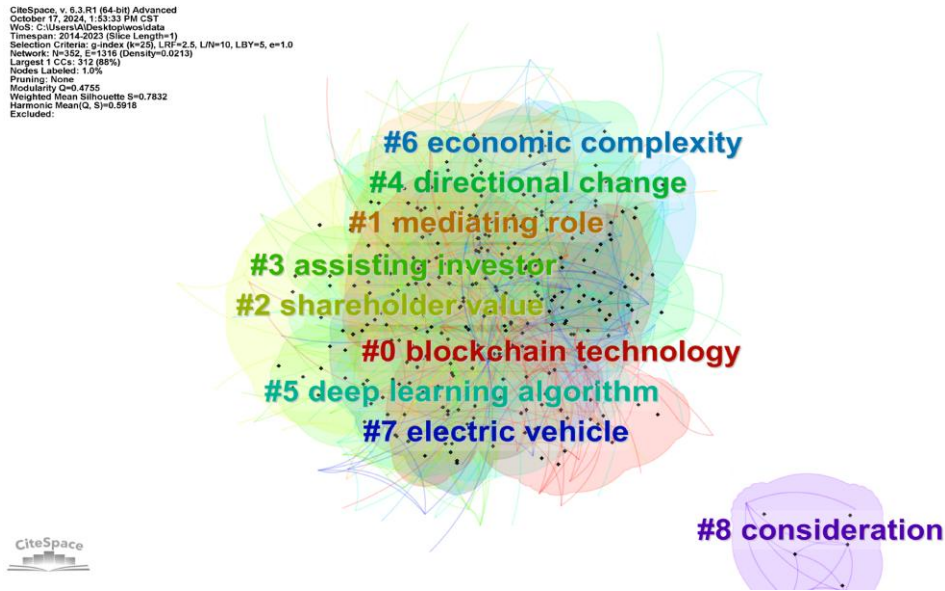 CiteSpace, v. 6.3.R1 (64-bit) Advanced
October 17, 2024, 1:53:33 PM CST
WoS: C:\Users\A\Desktop\wos\data
Timespan: 2014-2023 (Slice Length=1)
Selection Criteria: g-index (k=25), LRF=2.5, L/N=10, LBY=5, e=1.0
Network: N=352, E=1316 (Density=0.0213)
Largest 1 CCs: 312 (88%)
Nodes Labeled: 1.0%
Pruning: None
Modularity Q=0.4755
Weighted Mean Silhouette S=0.7832
Harmonic Mean(Q, S)=0.5918
Excluded:
#6 economic complexity
#4 directional change
#1 mediating role
#3 assisting investor
#2 shareholder value
#0 blockchain technology
#5 deep learning algorithm
#7 electric vehicle
#8 consideration
CiteSpace